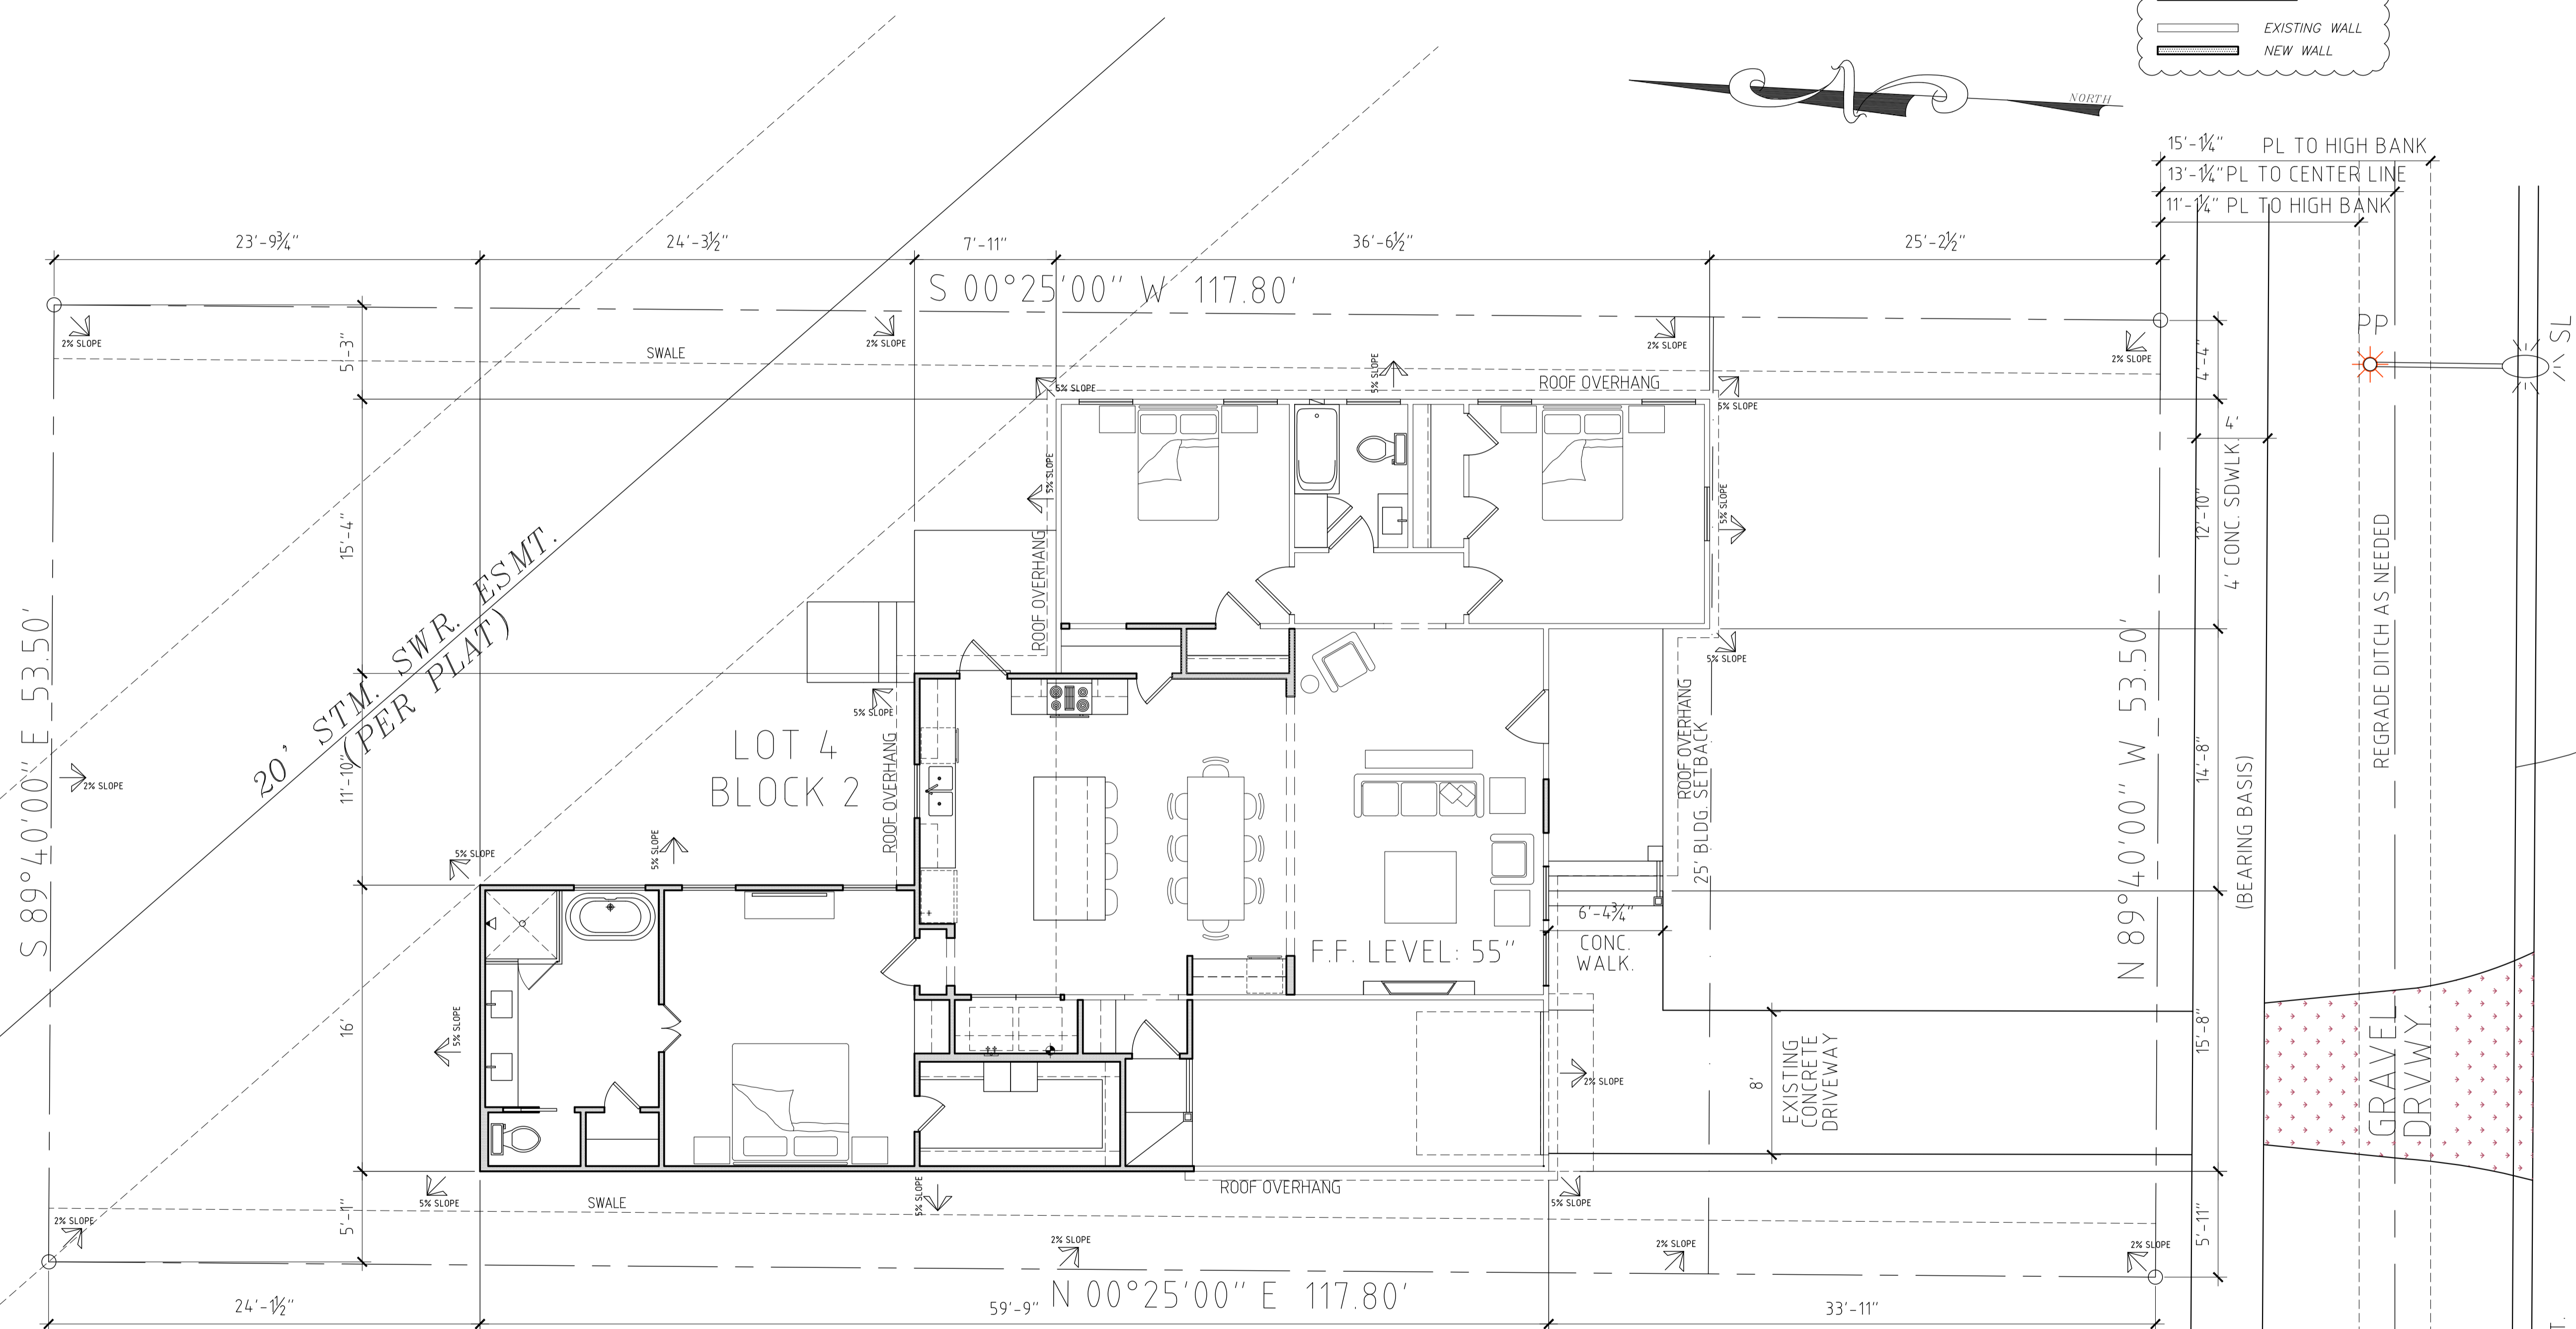 EXISTING WALL
NEW WALL
NORTH
15'-1¼" PL TO HIGH BANK
13'-1¼" PL TO CENTER LINE
11'-1¼" PL TO HIGH BANK
23'-9¾"
24'-3½"
7'-11"
36'-6½"
25'-2½"
S 00°25'00" W 117.80'
2% SLOPE
2% SLOPE
2% SLOPE
2% SLOPE
PP
SL
SWALE
5'-3"
4'-4"
5% SLOPE
5% SLOPE
ROOF OVERHANG
5% SLOPE
4'
4' CONC. SDWLK.
5% SLOPE
5% SLOPE
15'-4"
12'-10"
ROOF OVERHANG
REGRADE DITCH AS NEEDED
20' STM. SWR. ESMT.
(PER PLAT)
S 89°40'00" E 53.50'
N 89°40'00" W 53.50'
5% SLOPE
5% SLOPE
ROOF OVERHANG
25' BLDG. SETBACK
LOT 4
BLOCK 2
ROOF OVERHANG
2% SLOPE
11'-10"
14'-8"
(BEARING BASIS)
5% SLOPE
5% SLOPE
6'-4¾"
CONC.
WALK.
F.F. LEVEL: 55"
16'
5% SLOPE
2% SLOPE
8'
EXISTING
CONCRETE
DRIVEWAY
15'-8"
GRAVEL
DRVWY
5% SLOPE
5% SLOPE
ROOF OVERHANG
5% SLOPE
SWALE
5'-1"
5'-11"
2% SLOPE
2% SLOPE
2% SLOPE
2% SLOPE
N 00°25'00" E 117.80'
24'-1½"
59'-9"
33'-11"